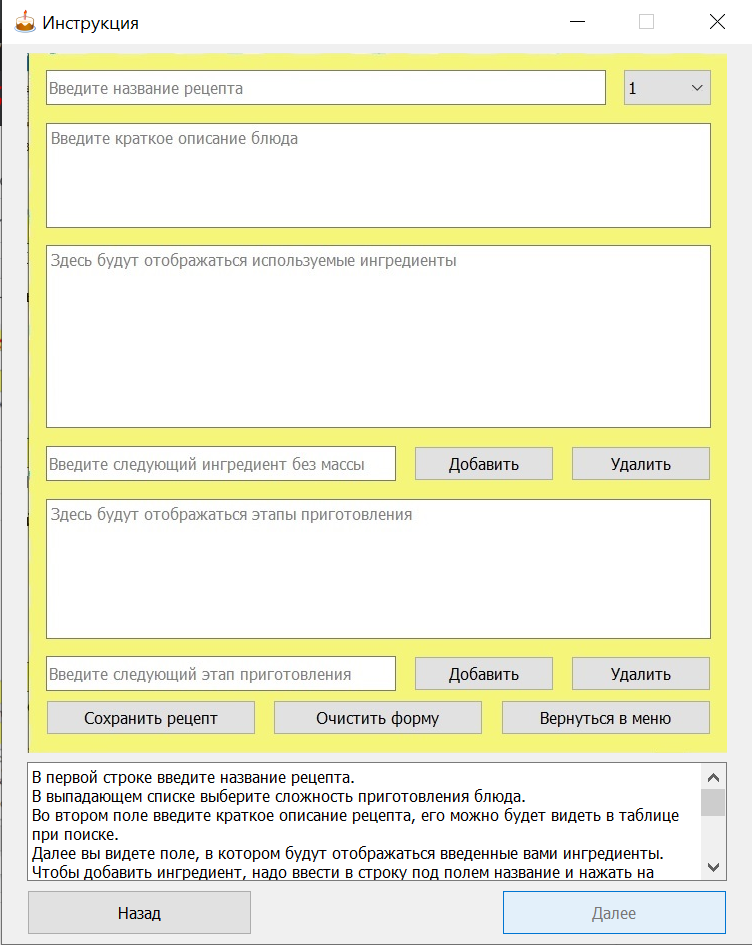 Инструкция
Введите название рецепта
1
Введите краткое описание блюда
Здесь будут отображаться используемые ингредиенты
Введите следующий ингредиент без массы
Добавить
Удалить
Здесь будут отображаться этапы приготовления
Введите следующий этап приготовления
Добавить
Удалить
Сохранить рецепт
Очистить форму
Вернуться в меню
В первой строке введите название рецепта.
В выпадающем списке выберите сложность приготовления блюда.
Во втором поле введите краткое описание рецепта, его можно будет видеть в таблице
при поиске.
Далее вы видете поле, в котором будут отображаться введенные вами ингредиенты.
Чтобы добавить ингредиент, надо ввести в строку под полем название и нажать на
Назад
Далее